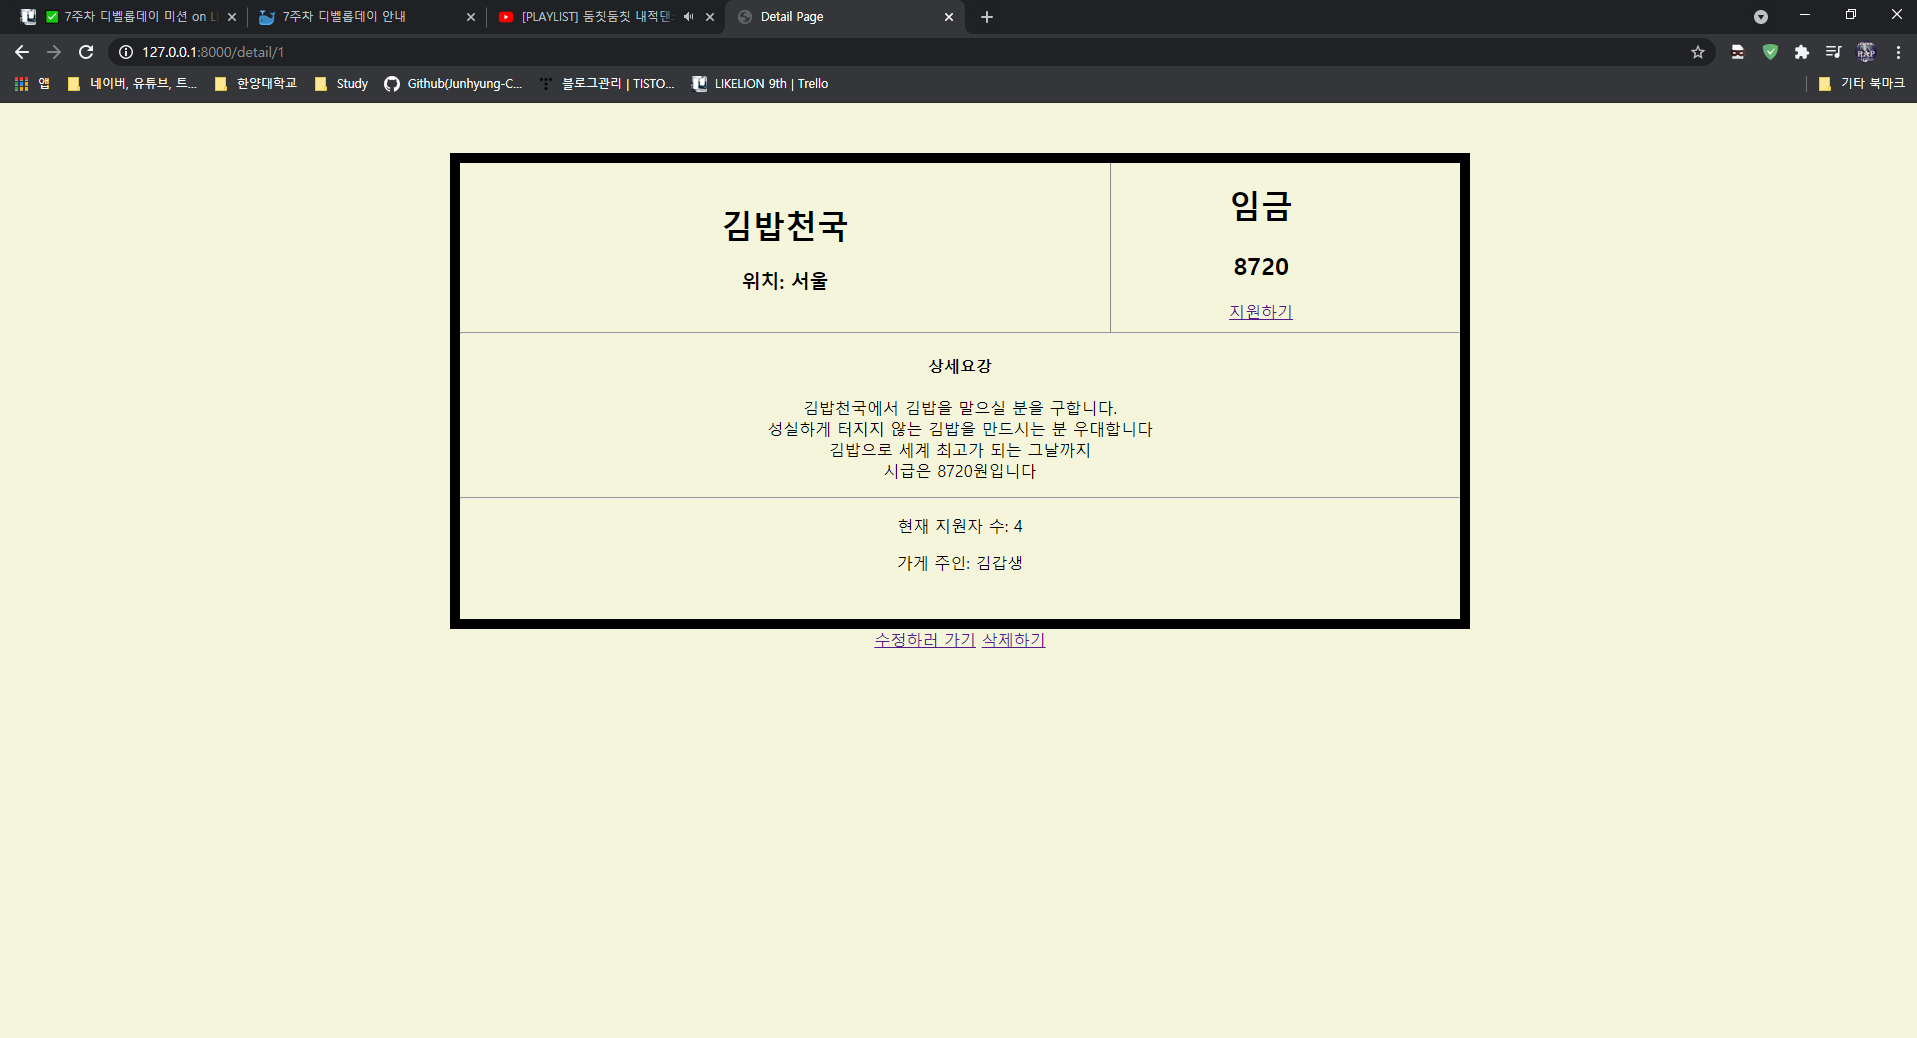 7주차 디벨롭데이 미션 on LI
7주차 디벨롭데이 안내
[PLAYLIST] 둠칫둠칫 내적댄스
Detail Page
127.0.0.1:8000/detail/1
앱
네이버, 유튜브, 트...
한양대학교
Study
Github(Junhyung-C...
블로그관리 | TISTO...
LIKELION 9th | Trello
기타 북마크
김밥천국
위치: 서울
임금
8720
지원하기
상세요강
김밥천국에서 김밥을 말으실 분을 구합니다.
성실하게 터지지 않는 김밥을 만드시는 분 우대합니다
김밥으로 세계 최고가 되는 그날까지
시급은 8720원입니다
현재 지원자 수: 4
가게 주인: 김갑생
수정하러 가기 삭제하기